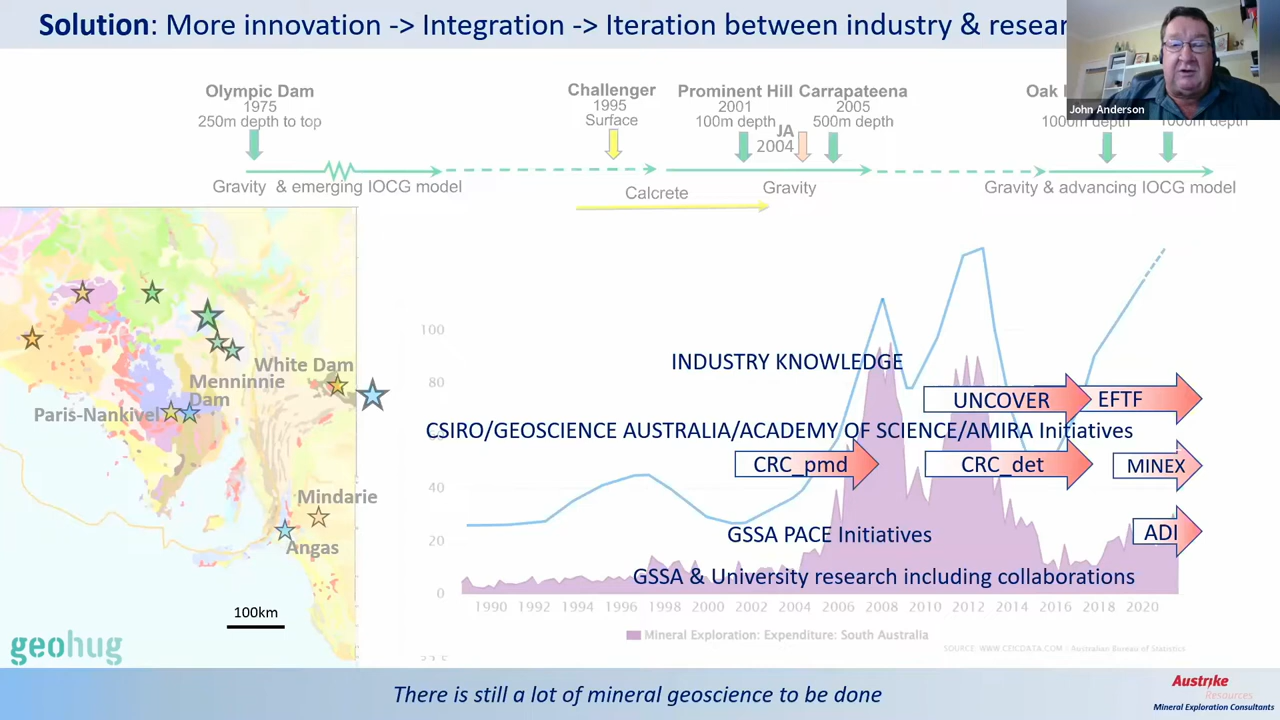 Solution: More innovation -> Integration -> Iteration between industry & resear
John Anderson
Olympic Dam
1975
250m depth to top
Challenger
1995
Surface
Prominent Hill
2001
100m depth
JA
2004
Carrapateena
2005
500m depth
Oak
1000m depth
1000m depth
Gravity & emerging IOCG model
Calcrete
Gravity
Gravity & advancing IOCG model
White Dam
Menninnie
Dam
Paris-Nankivel
Mindarie
Angas
100km
geohug
100
80
40
20
0
INDUSTRY KNOWLEDGE
UNCOVER
EFTF
CSIRO/GEOSCIENCE AUSTRALIA/ACADEMY OF SCIENCE/AMIRA Initiatives
CRC_pmd
CRC_det
MINEX
GSSA PACE Initiatives
ADI
GSSA & University research including collaborations
1990 1992 1994 1996 1998 2000 2002 2004 2006 2008 2010 2012 2014 2016 2018 2020
Mineral Exploration: Expenditure: South Australia
SOURCE: WWW.CEICDATA.COM / Australian Bureau of Statistics
There is still a lot of mineral geoscience to be done
Austrike
Resources
Mineral Exploration Consultants